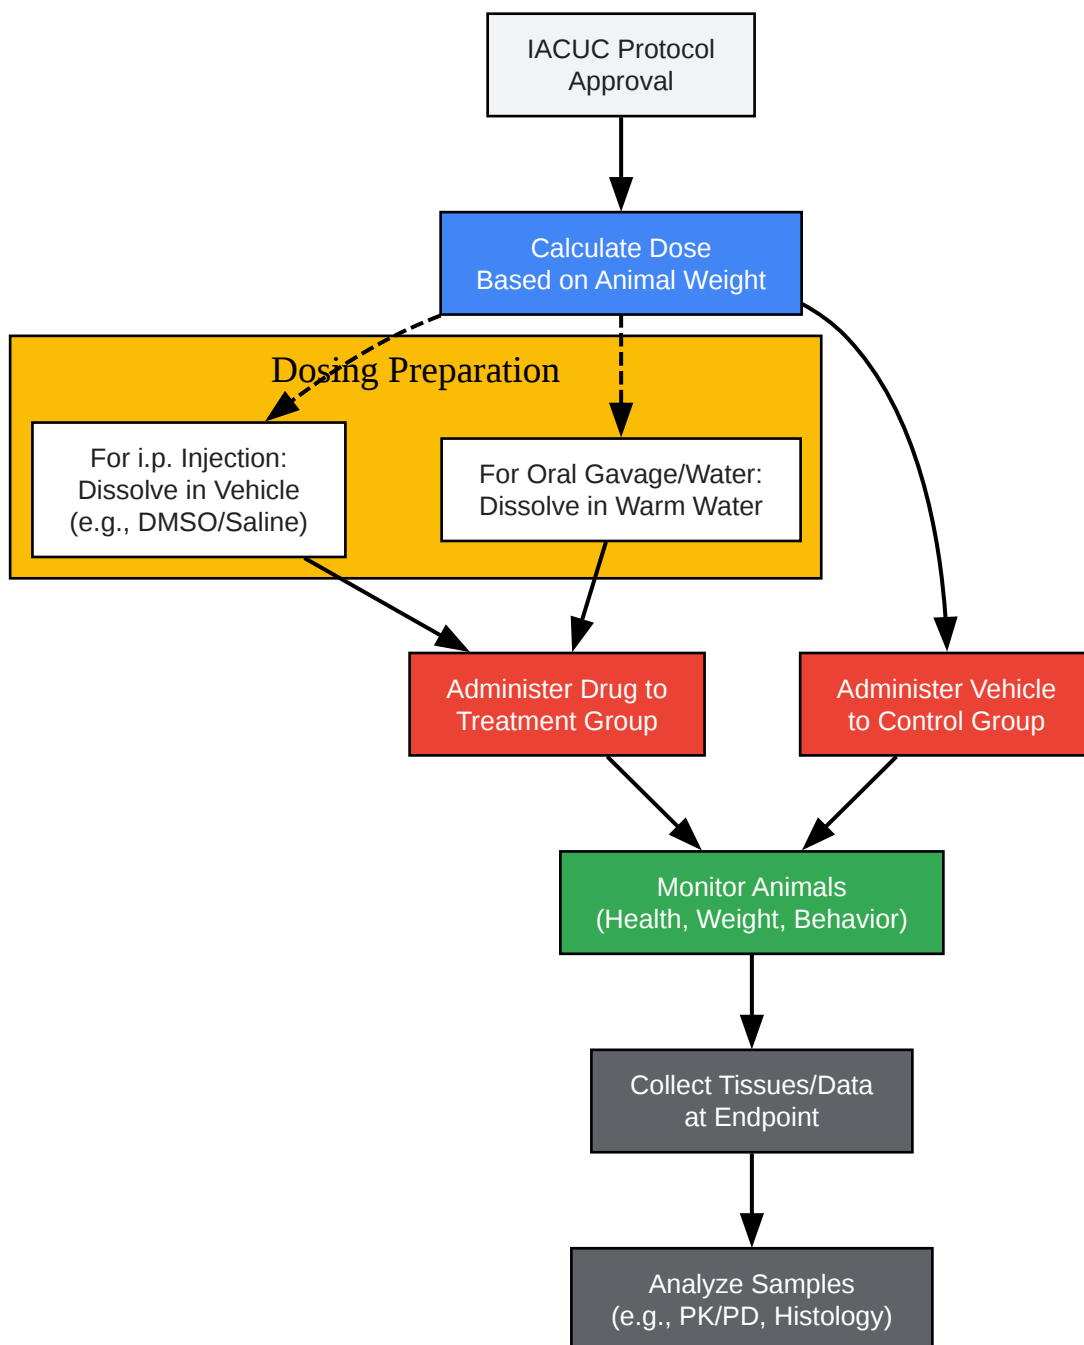 IACUC Protocol
Approval
Calculate Dose
Based on Animal Weight
Dosing Preparation
For i.p. Injection:
Dissolve in Vehicle
(e.g., DMSO/Saline)
For Oral Gavage/Water:
Dissolve in Warm Water
Administer Drug to
Treatment Group
Administer Vehicle
to Control Group
Monitor Animals
(Health, Weight, Behavior)
Collect Tissues/Data
at Endpoint
Analyze Samples
(e.g., PK/PD, Histology)